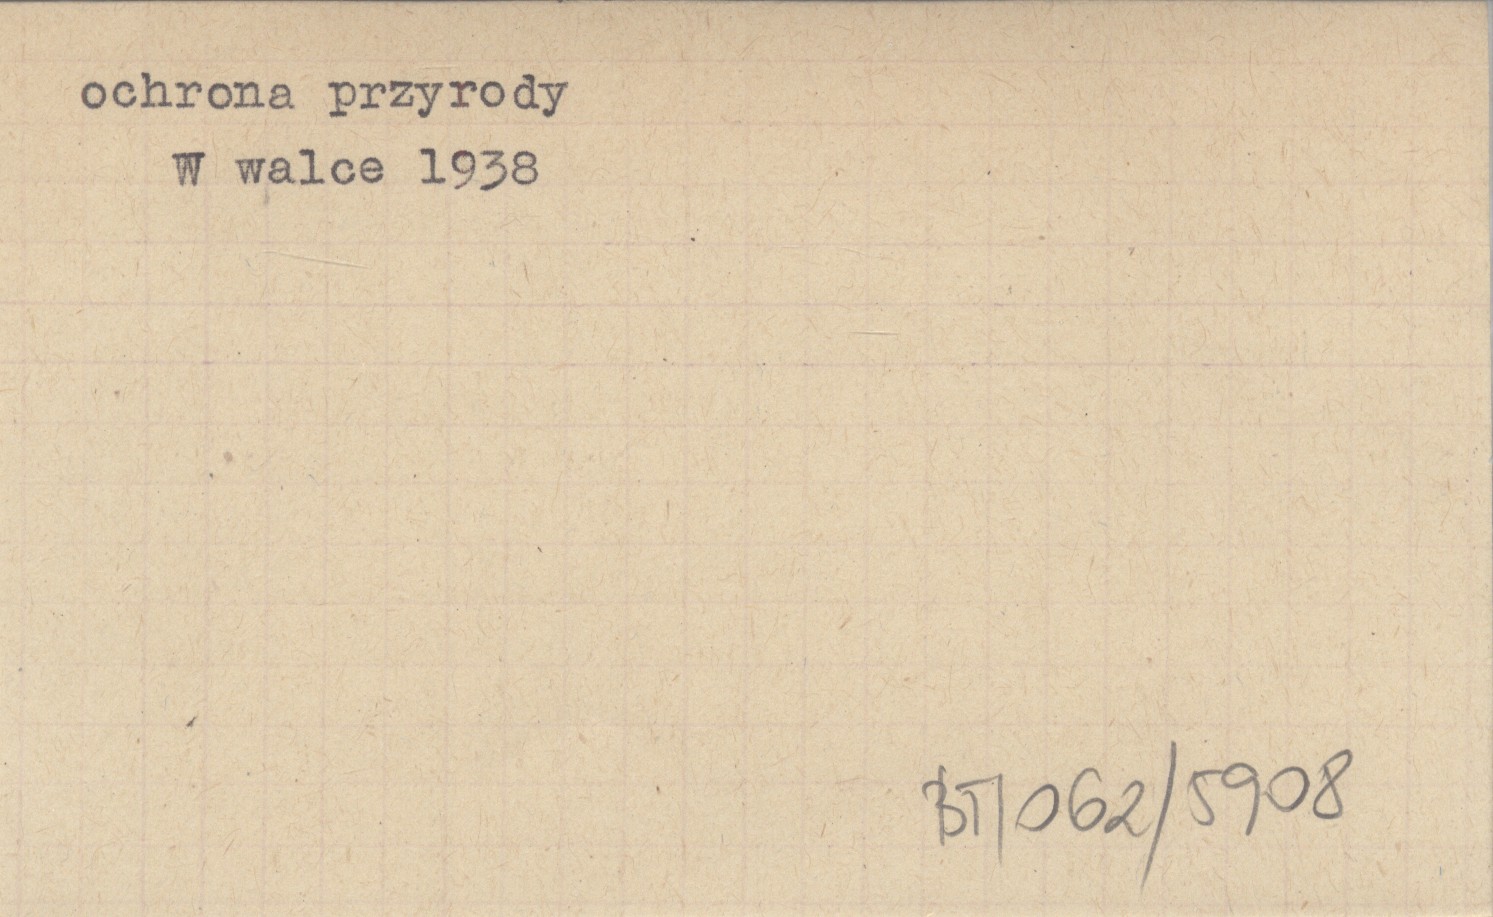 ochrona przyrody
W walce 1938
BT/062/5908